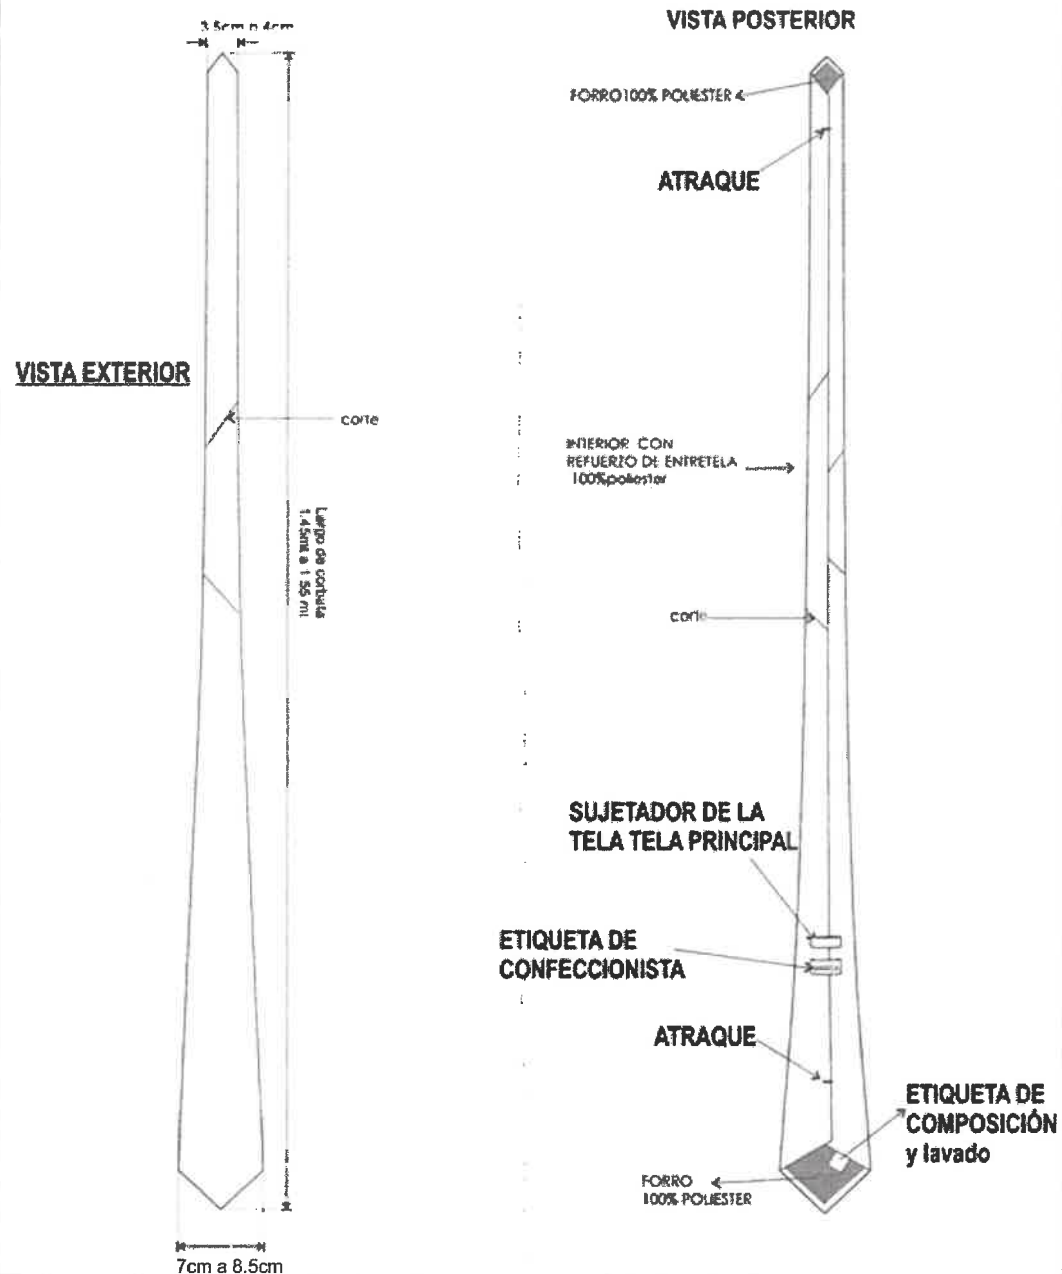 3.5cm a 4cm
VISTA EXTERIOR
corte
Largo de corbata
1.45mt a 1.55 mt
7cm a 8.5cm
VISTA POSTERIOR
FORRO 100% POLIESTER
ATRAQUE
INTERIOR CON
REFUERZO DE ENTRETELA
100%poliester
corte
SUJETADOR DE LA
TELA TELA PRINCIPAL
ETIQUETA DE
CONFECCIONISTA
ATRAQUE
ETIQUETA DE
COMPOSICIÓN
y lavado
FORRO
100% POLIESTER